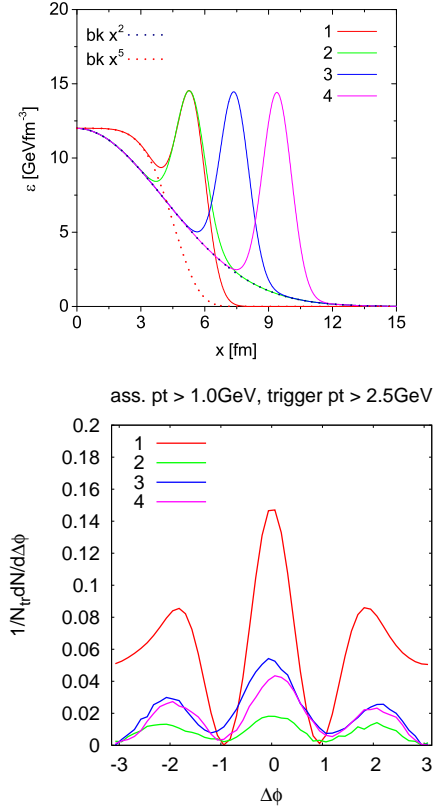 20
15
10
5
0
ε [GeVfm⁻³]
bk x²
bk x⁵
1
2
3
4
0 3 6 9 12 15
x [fm]
ass. pt > 1.0GeV, trigger pt > 2.5GeV
0.2
0.18
0.16
0.14
0.12
0.1
0.08
0.06
0.04
0.02
0
1/N_tr dN/dΔϕ
1
2
3
4
-3 -2 -1 0 1 2 3
Δϕ